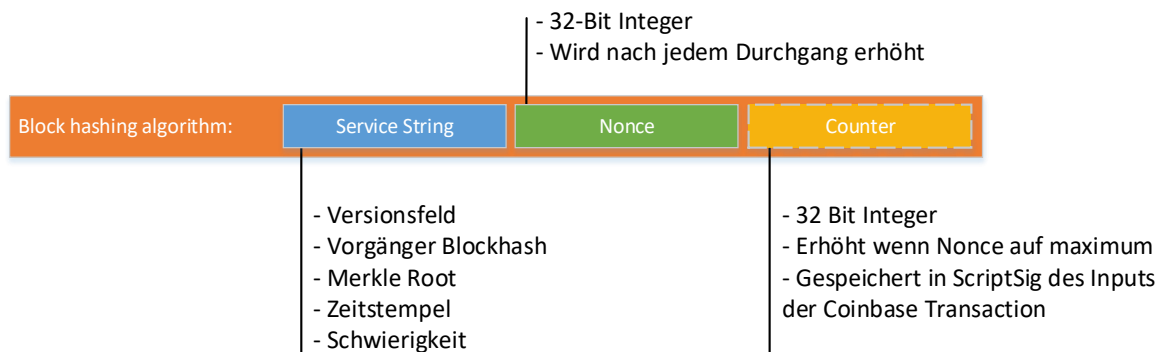 - 32-Bit Integer
- Wird nach jedem Durchgang erhöht
Block hashing algorithm:
Service String
Nonce
Counter
- Versionsfeld
- Vorgänger Blockhash
- Merkle Root
- Zeitstempel
- Schwierigkeit
- 32 Bit Integer
- Erhöht wenn Nonce auf maximum
- Gespeichert in ScriptSig des Inputs
der Coinbase Transaction